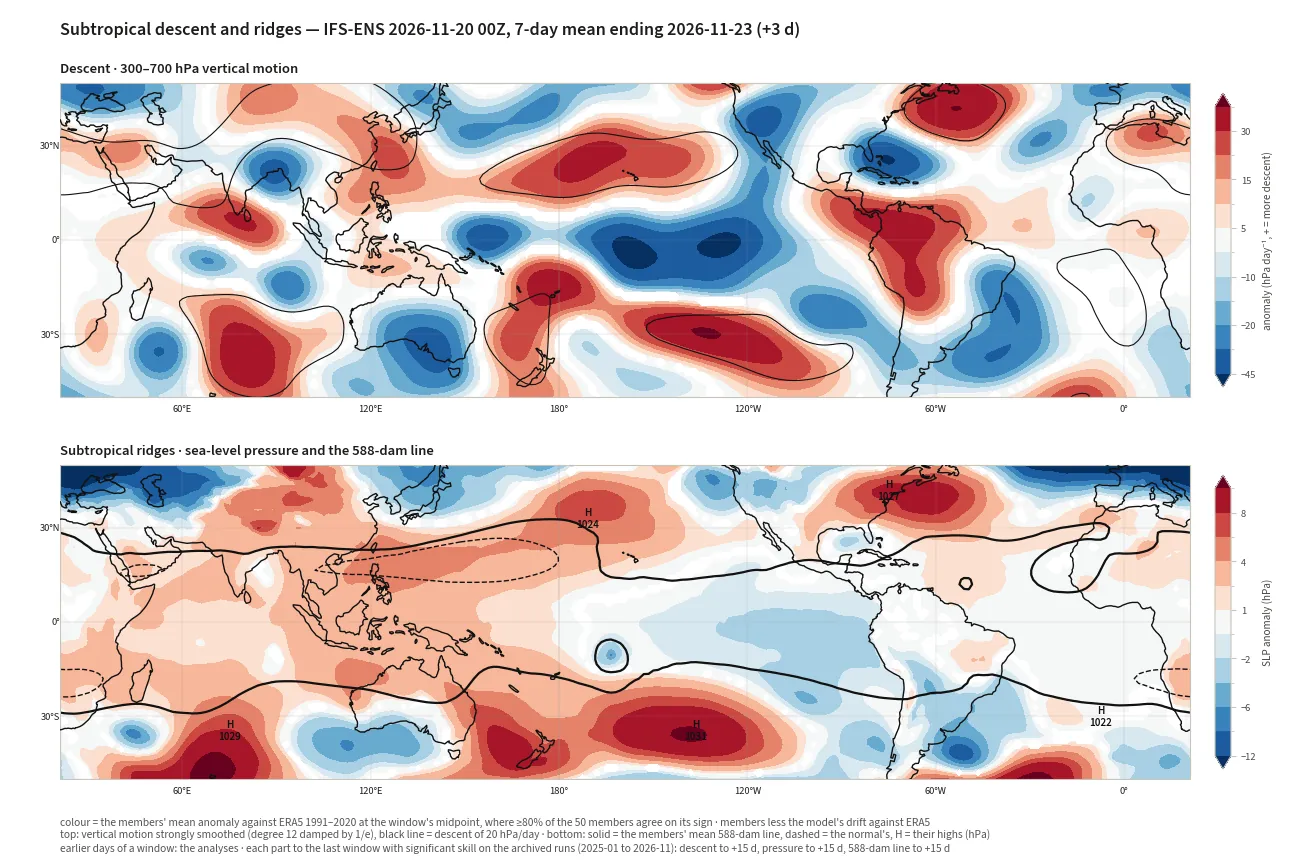 Subtropical descent and ridges — IFS-ENS 2026-11-20 00Z, 7-day mean ending 2026-11-23 (+3 d)
Descent · 300–700 hPa vertical motion
30°N
0°
30°S
60°E 120°E 180° 120°W 60°W 0°
30
15
5
−10
−20
−45
anomaly (hPa day⁻¹, + = more descent)
Subtropical ridges · sea-level pressure and the 588-dam line
H
1024
H
1027
H
1029
H
1031
H
1022
30°N
0°
30°S
60°E 120°E 180° 120°W 60°W 0°
8
4
1
−2
−6
−12
SLP anomaly (hPa)
colour = the members' mean anomaly against ERA5 1991–2020 at the window's midpoint, where ≥80% of the 50 members agree on its sign · members less the model's drift against ERA5
top: vertical motion strongly smoothed (degree 12 damped by 1/e), black line = descent of 20 hPa/day · bottom: solid = the members' mean 588-dam line, dashed = the normal's, H = their highs (hPa)
earlier days of a window: the analyses · each part to the last window with significant skill on the archived runs (2025-01 to 2026-11): descent to +15 d, pressure to +15 d, 588-dam line to +15 d